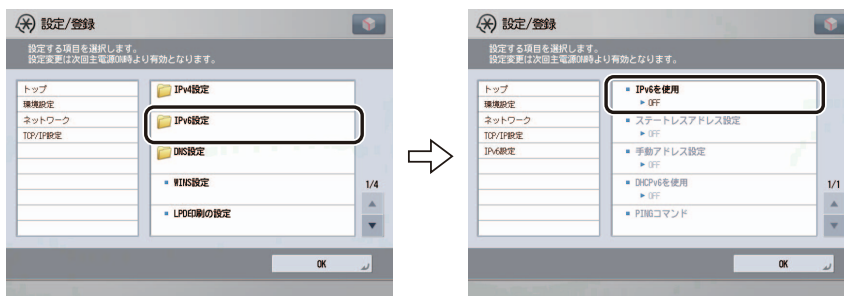 設定/登録
設定する項目を選択します。
設定変更は次回主電源ON時より有効となります。
トップ
環境設定
ネットワーク
TCP/IP設定
IPv4設定
IPv6設定
DNS設定
WINS設定
LPD印刷の設定
1/4
OK
設定/登録
設定する項目を選択します。
設定変更は次回主電源ON時より有効となります。
トップ
環境設定
ネットワーク
TCP/IP設定
IPv6設定
IPv6を使用
► OFF
ステートレスアドレス設定
► OFF
手動アドレス設定
► OFF
DHCPv6を使用
► OFF
PINGコマンド
1/1
OK